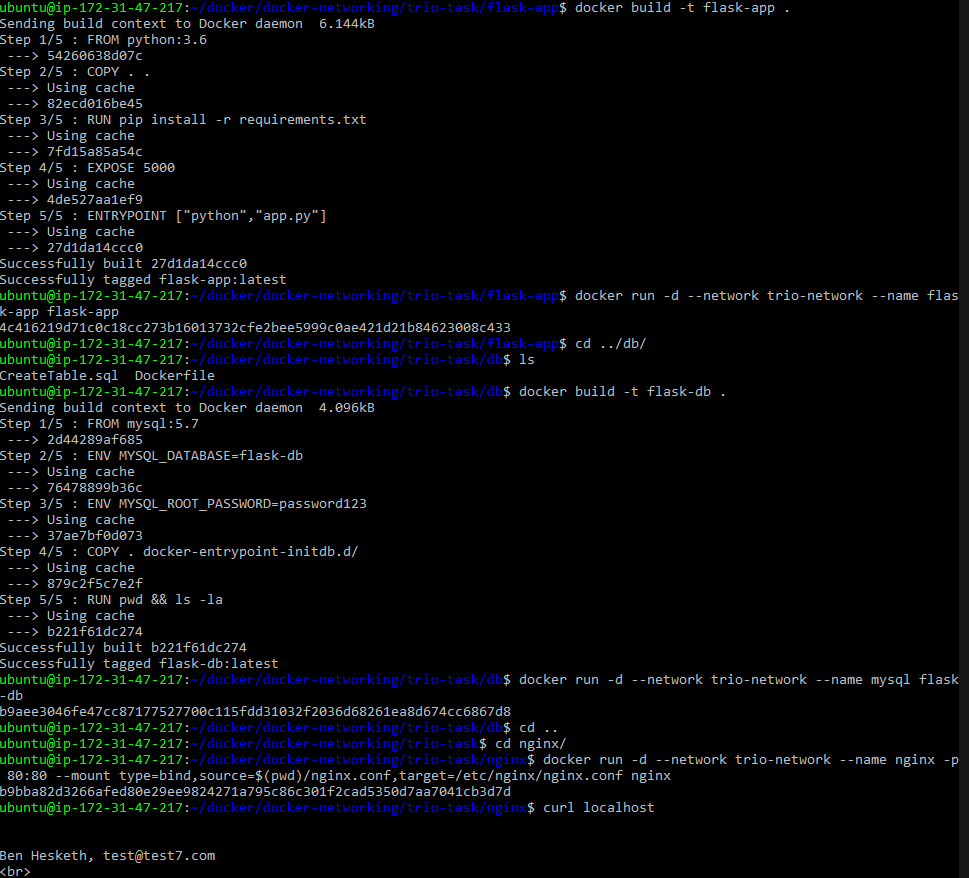 ubuntu@ip-172-31-47-217:~/docker/docker-networking/trio-task/flask-app$ docker build -t flask-app .
Sending build context to Docker daemon  6.144kB
Step 1/5 : FROM python:3.6
 ---> 54260638d07c
Step 2/5 : COPY . .
 ---> Using cache
 ---> 82ecd016be45
Step 3/5 : RUN pip install -r requirements.txt
 ---> Using cache
 ---> 7fd15a85a54c
Step 4/5 : EXPOSE 5000
 ---> Using cache
 ---> 4de527aa1ef9
Step 5/5 : ENTRYPOINT ["python","app.py"]
 ---> Using cache
 ---> 27d1da14ccc0
Successfully built 27d1da14ccc0
Successfully tagged flask-app:latest
ubuntu@ip-172-31-47-217:~/docker/docker-networking/trio-task/flask-app$ docker run -d --network trio-network --name flas
k-app flask-app
4c416219d71c0c18cc273b16013732cfe2bee5999c0ae421d21b84623008c433
ubuntu@ip-172-31-47-217:~/docker/docker-networking/trio-task/flask-app$ cd ../db/
ubuntu@ip-172-31-47-217:~/docker/docker-networking/trio-task/db$ ls
CreateTable.sql  Dockerfile
ubuntu@ip-172-31-47-217:~/docker/docker-networking/trio-task/db$ docker build -t flask-db .
Sending build context to Docker daemon  4.096kB
Step 1/5 : FROM mysql:5.7
 ---> 2d44289af685
Step 2/5 : ENV MYSQL_DATABASE=flask-db
 ---> Using cache
 ---> 76478899b36c
Step 3/5 : ENV MYSQL_ROOT_PASSWORD=password123
 ---> Using cache
 ---> 37ae7bf0d073
Step 4/5 : COPY . docker-entrypoint-initdb.d/
 ---> Using cache
 ---> 879c2f5c7e2f
Step 5/5 : RUN pwd && ls -la
 ---> Using cache
 ---> b221f61dc274
Successfully built b221f61dc274
Successfully tagged flask-db:latest
ubuntu@ip-172-31-47-217:~/docker/docker-networking/trio-task/db$ docker run -d --network trio-network --name mysql flask
-db
b9aee3046fe47cc87177527700c115fdd31032f2036d68261ea8d674cc6867d8
ubuntu@ip-172-31-47-217:~/docker/docker-networking/trio-task/db$ cd ..
ubuntu@ip-172-31-47-217:~/docker/docker-networking/trio-task$ cd nginx/
ubuntu@ip-172-31-47-217:~/docker/docker-networking/trio-task/nginx$ docker run -d --network trio-network --name nginx -p
 80:80 --mount type=bind,source=$(pwd)/nginx.conf,target=/etc/nginx/nginx.conf nginx
b9bba82d3266afed80e29ee9824271a795c86c301f2cad5350d7aa7041cb3d7d
ubuntu@ip-172-31-47-217:~/docker/docker-networking/trio-task/nginx$ curl localhost
Ben Hesketh, test@test7.com
<br>